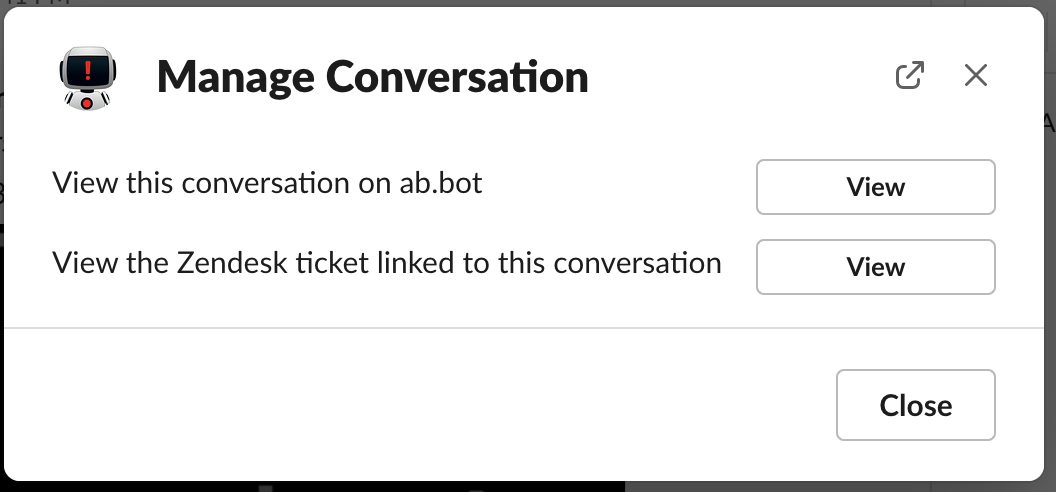 Manage Conversation
View this conversation on ab.bot
View
View the Zendesk ticket linked to this conversation
View
Close